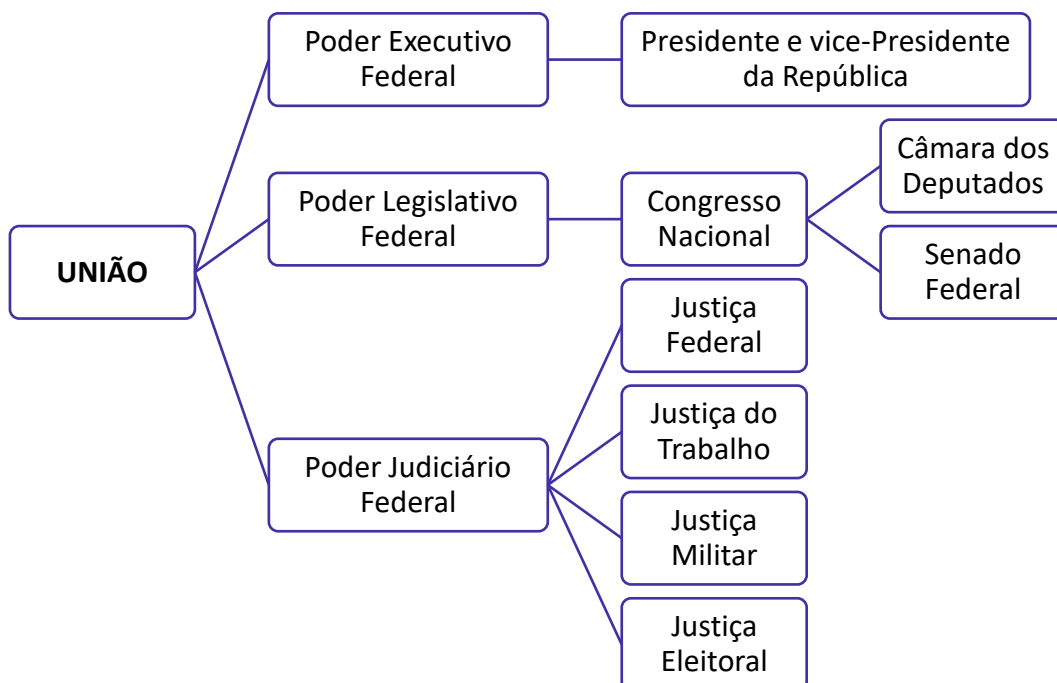 UNIÃO
Poder Executivo
Federal
Presidente e vice-Presidente
da República
Poder Legislativo
Federal
Congresso
Nacional
Câmara dos
Deputados
Senado
Federal
Poder Judiciário
Federal
Justiça
Federal
Justiça do
Trabalho
Justiça
Militar
Justiça
Eleitoral